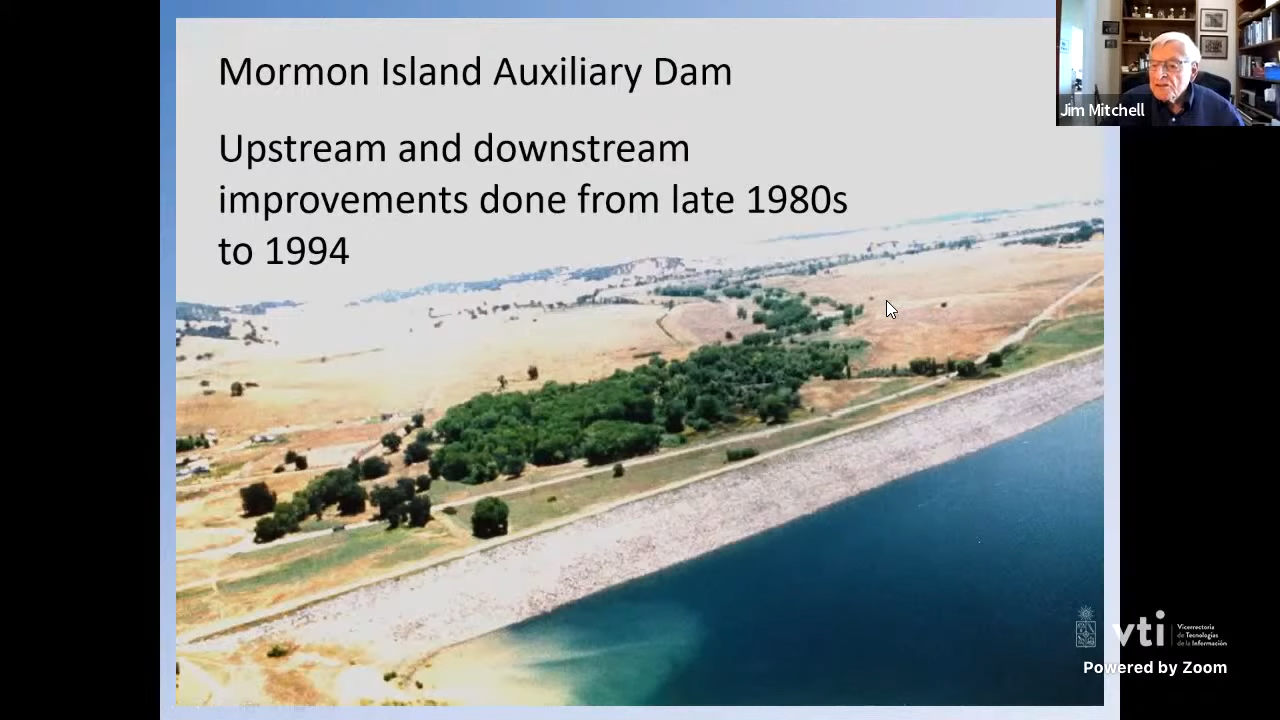 Mormon Island Auxiliary Dam
Upstream and downstream
improvements done from late 1980s
to 1994
Jim Mitchell
vti
Vicerrectoría
de Tecnologías
de la Información
Powered by Zoom